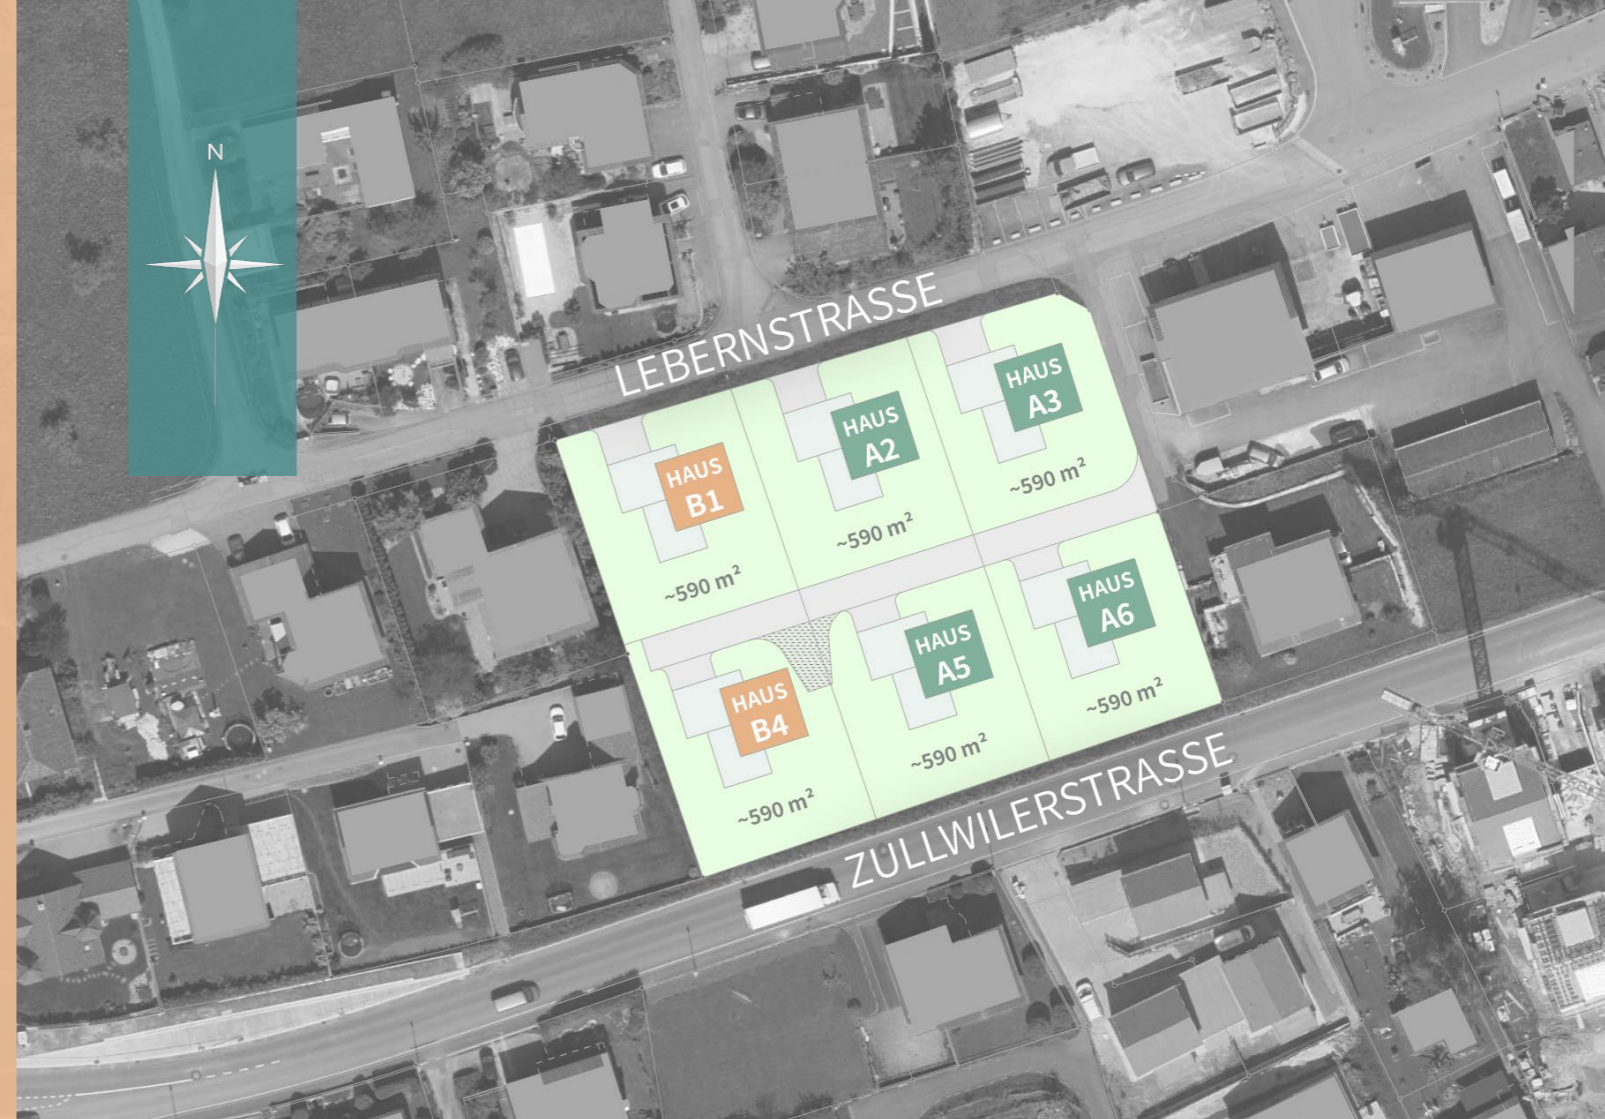 N
LEBERNSTRASSE
HAUS
B1
~590 m²
HAUS
A2
~590 m²
HAUS
A3
~590 m²
HAUS
B4
~590 m²
HAUS
A5
~590 m²
HAUS
A6
~590 m²
ZULLWILERSTRASSE